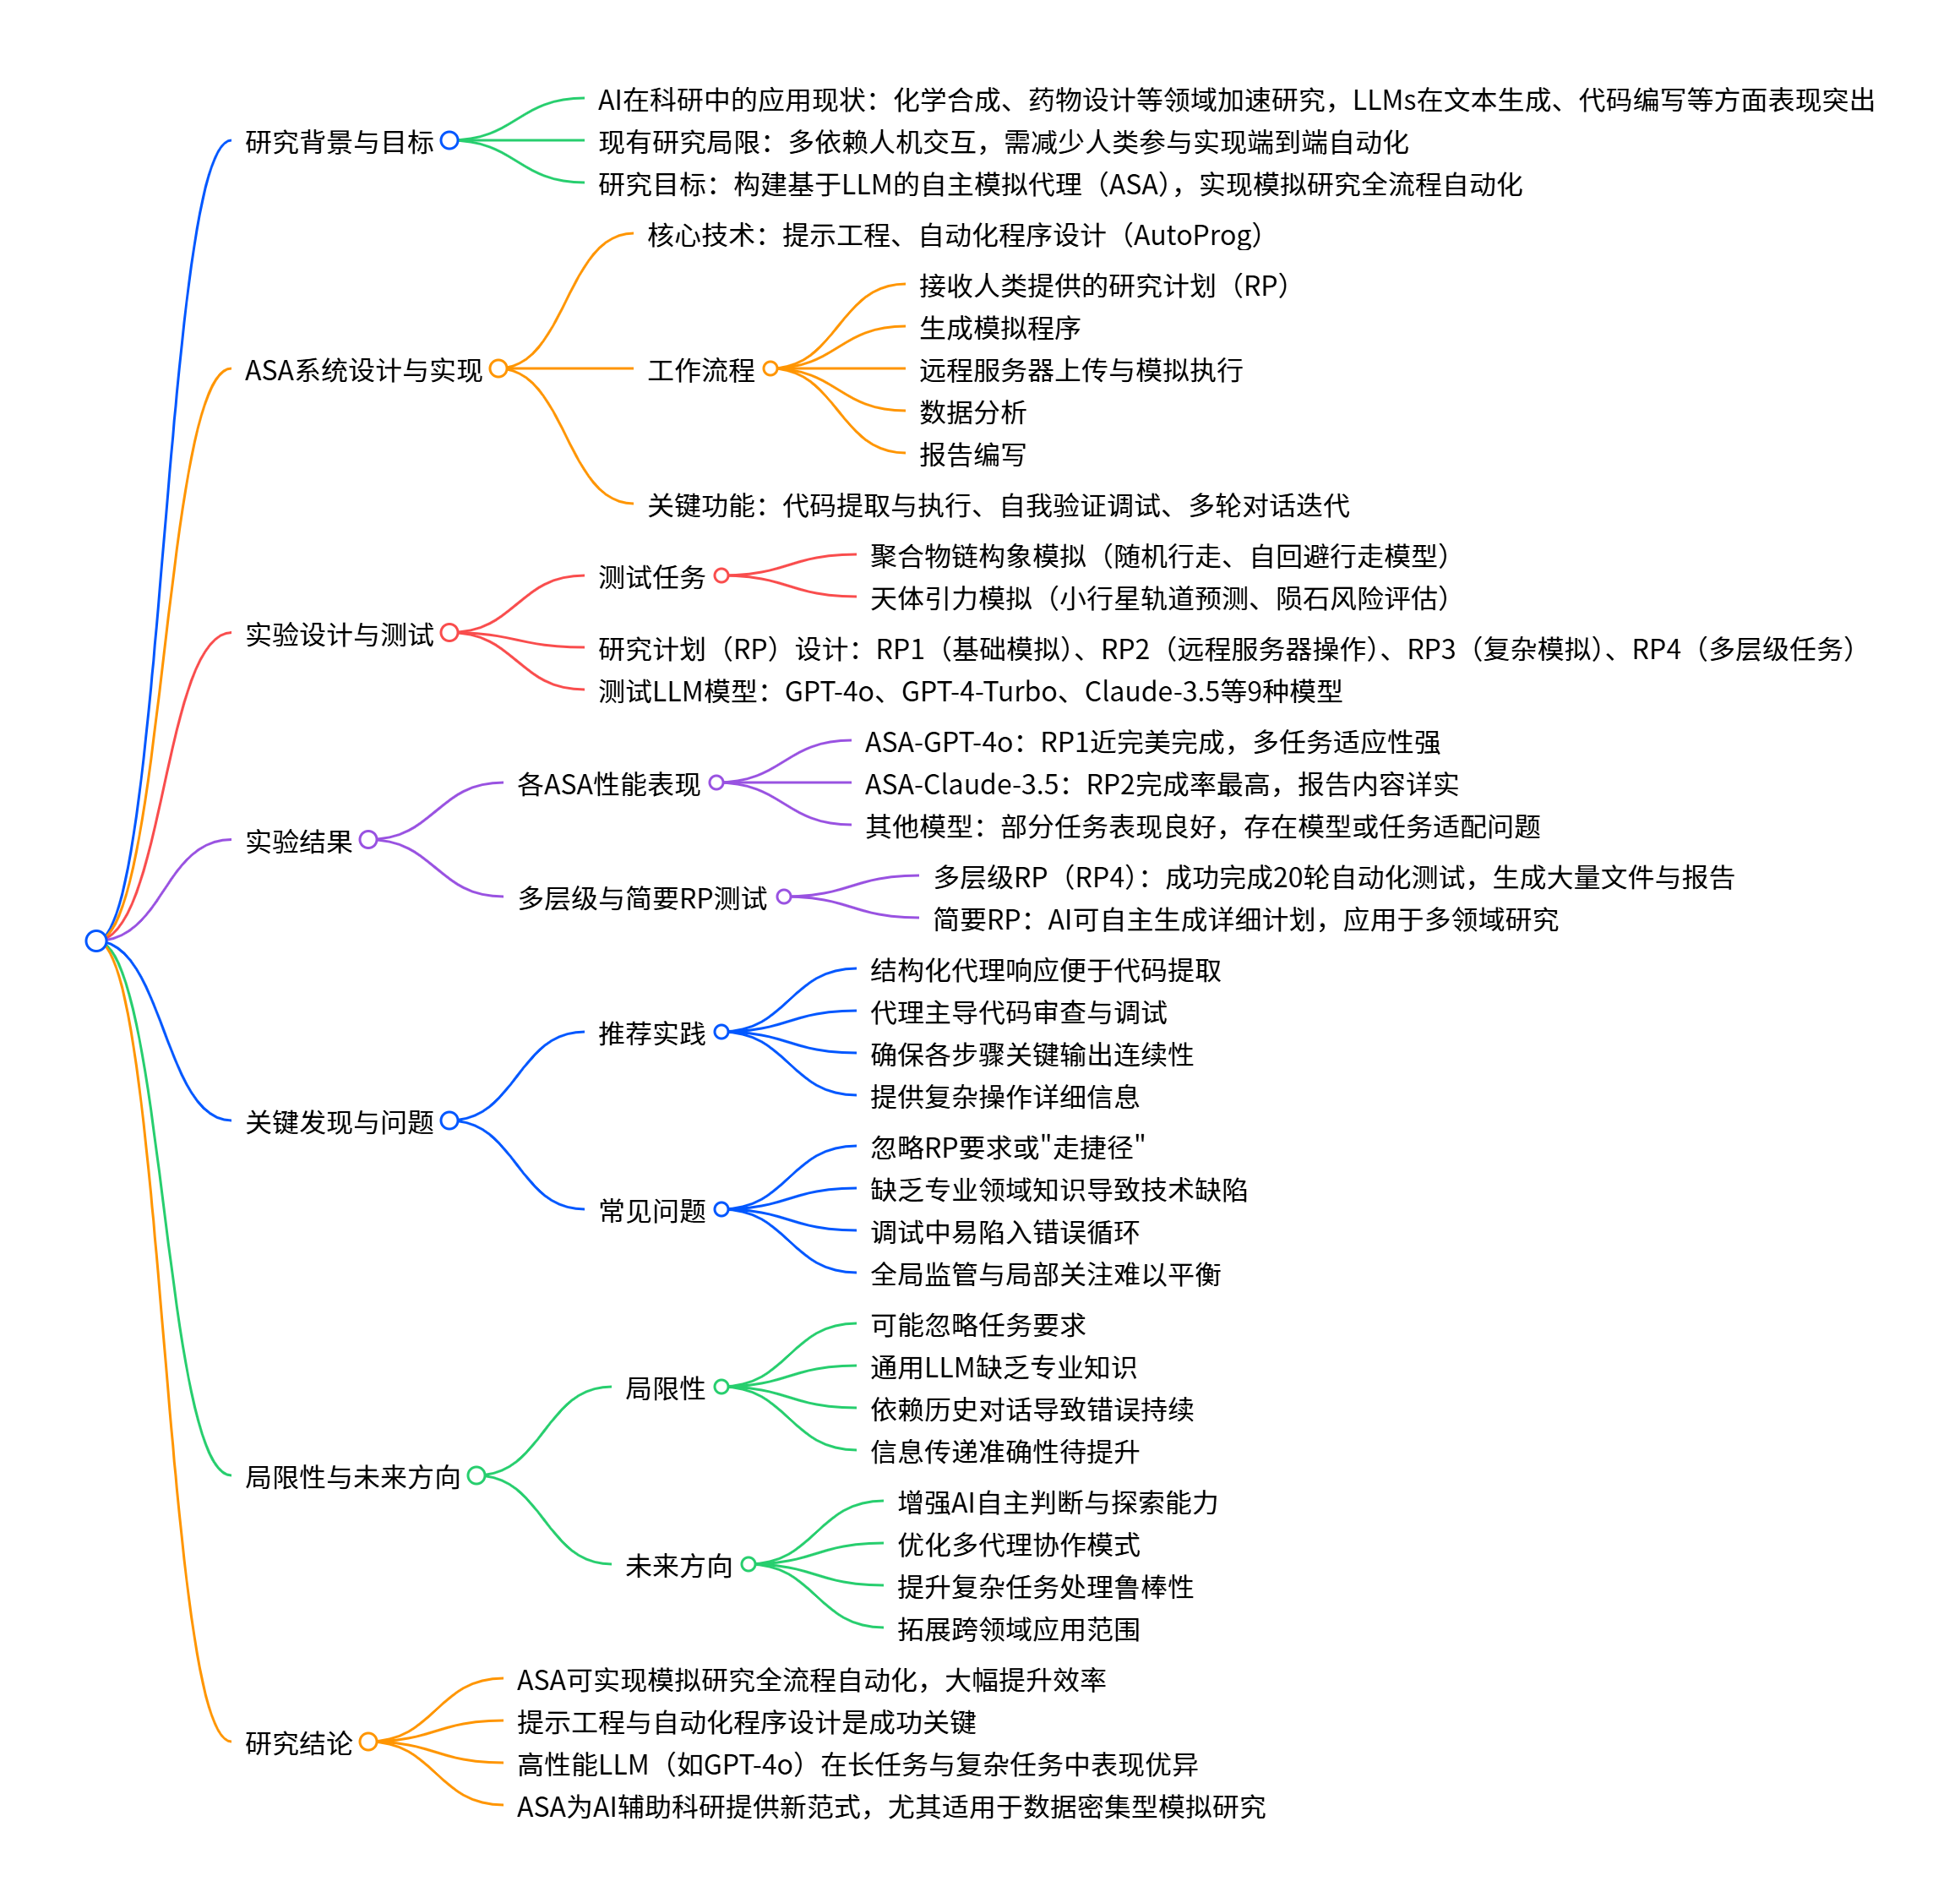 研究背景与目标
AI在科研中的应用现状：化学合成、药物设计等领域加速研究，LLMs在文本生成、代码编写等方面表现突出
现有研究局限：多依赖人机交互，需减少人类参与实现端到端自动化
研究目标：构建基于LLM的自主模拟代理（ASA），实现模拟研究全流程自动化
ASA系统设计与实现
核心技术：提示工程、自动化程序设计（AutoProg）
工作流程
接收人类提供的研究计划（RP）
生成模拟程序
远程服务器上传与模拟执行
数据分析
报告编写
关键功能：代码提取与执行、自我验证调试、多轮对话迭代
实验设计与测试
测试任务
聚合物链构象模拟（随机行走、自回避行走模型）
天体引力模拟（小行星轨道预测、陨石风险评估）
研究计划（RP）设计：RP1（基础模拟）、RP2（远程服务器操作）、RP3（复杂模拟）、RP4（多层级任务）
测试LLM模型：GPT-4o、GPT-4-Turbo、Claude-3.5等9种模型
实验结果
各ASA性能表现
ASA-GPT-4o：RP1近完美完成，多任务适应性强
ASA-Claude-3.5：RP2完成率最高，报告内容详实
其他模型：部分任务表现良好，存在模型或任务适配问题
多层级与简要RP测试
多层级RP（RP4）：成功完成20轮自动化测试，生成大量文件与报告
简要RP：AI可自主生成详细计划，应用于多领域研究
关键发现与问题
推荐实践
结构化代理响应便于代码提取
代理主导代码审查与调试
确保各步骤关键输出连续性
提供复杂操作详细信息
常见问题
忽略RP要求或"走捷径"
缺乏专业领域知识导致技术缺陷
调试中易陷入错误循环
全局监管与局部关注难以平衡
局限性与未来方向
局限性
可能忽略任务要求
通用LLM缺乏专业知识
依赖历史对话导致错误持续
信息传递准确性待提升
未来方向
增强AI自主判断与探索能力
优化多代理协作模式
提升复杂任务处理鲁棒性
拓展跨领域应用范围
研究结论
ASA可实现模拟研究全流程自动化，大幅提升效率
提示工程与自动化程序设计是成功关键
高性能LLM（如GPT-4o）在长任务与复杂任务中表现优异
ASA为AI辅助科研提供新范式，尤其适用于数据密集型模拟研究